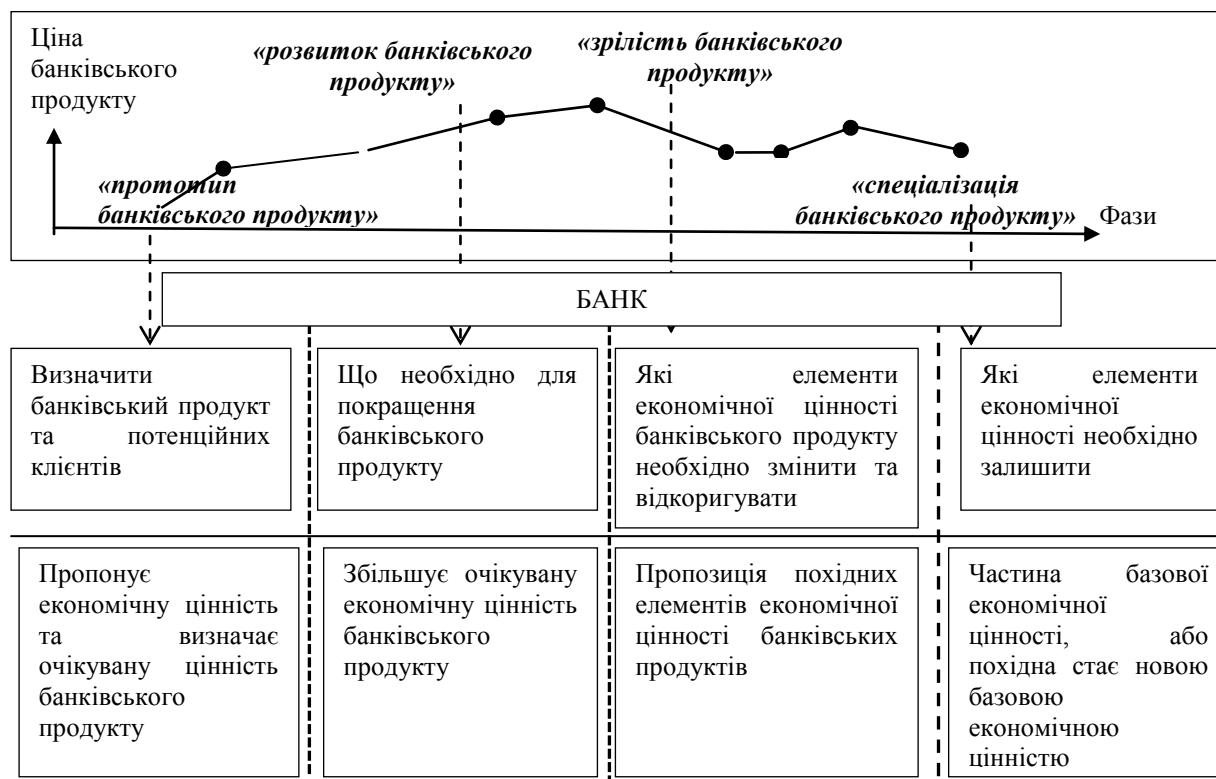 Ціна
банківського
продукту
«розвиток банківського
продукту»
«зрілість банківського
продукту»
«прототип
банківського продукту»
«спеціалізація
банківського продукту»
Фази
БАНК
Визначити
банківський продукт
та потенційних
клієнтів
Що необхідно для
покращення
банківського
продукту
Які елементи
економічної цінності
банківського продукту
необхідно змінити та
відкоригувати
Які елементи
економічної
цінності необхідно
залишити
Пропонує
економічну цінність
та визначає
очікувану цінність
банківського
продукту
Збільшує очікувану
економічну цінність
банківського
продукту
Пропозиція похідних
елементів економічної
цінності банківських
продуктів
Частина базової
економічної
цінності, або
похідна стає новою
базовою
економічною
цінністю